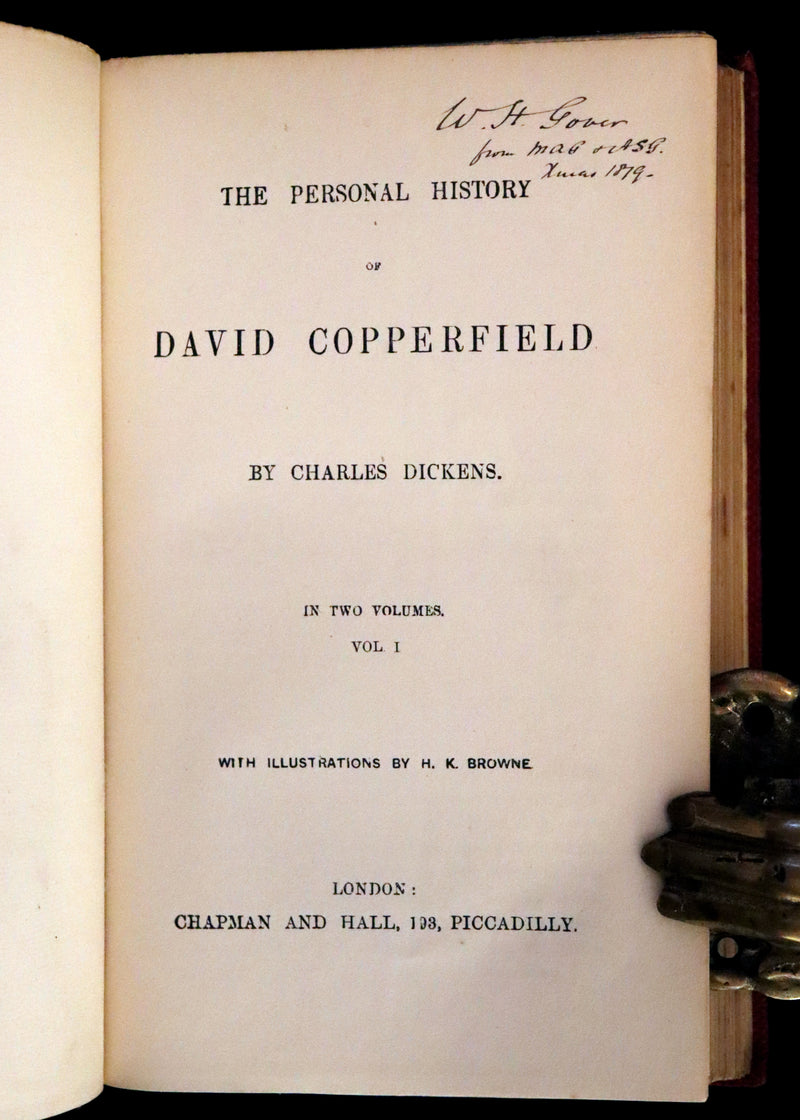 W. H. Gover
from MAG & ASG.
Xmas 1879-
THE PERSONAL HISTORY
OF
DAVID COPPERFIELD
BY CHARLES DICKENS.
IN TWO VOLUMES.
VOL. I
WITH ILLUSTRATIONS BY H. K. BROWNE
LONDON:
CHAPMAN AND HALL, 193, PICCADILLY.